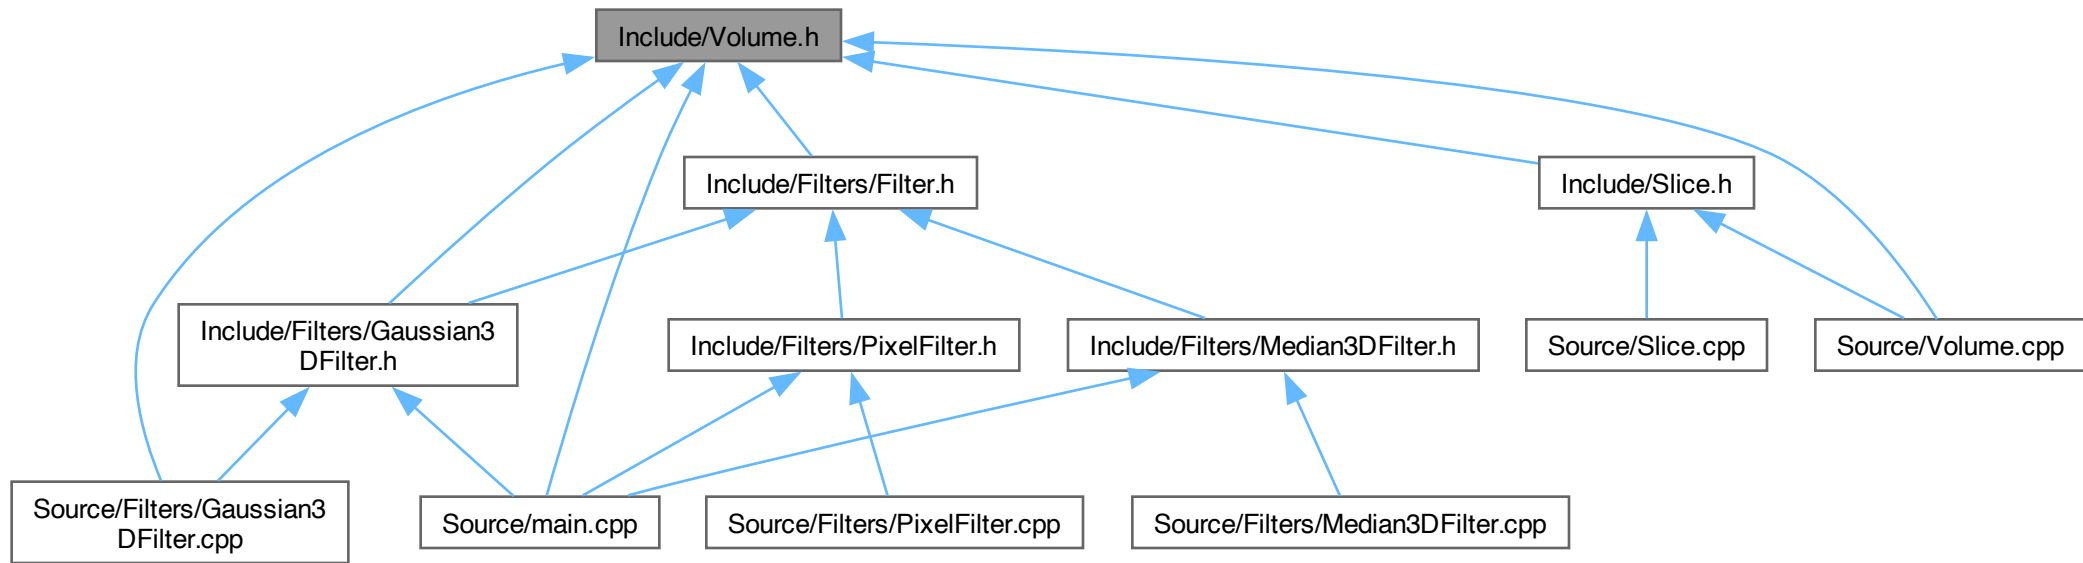 Include/Volume.h
Include/Filters/Filter.h
Include/Slice.h
Include/Filters/Gaussian3
DFilter.h
Include/Filters/PixelFilter.h
Include/Filters/Median3DFilter.h
Source/Slice.cpp
Source/Volume.cpp
Source/Filters/Gaussian3
DFilter.cpp
Source/main.cpp
Source/Filters/PixelFilter.cpp
Source/Filters/Median3DFilter.cpp